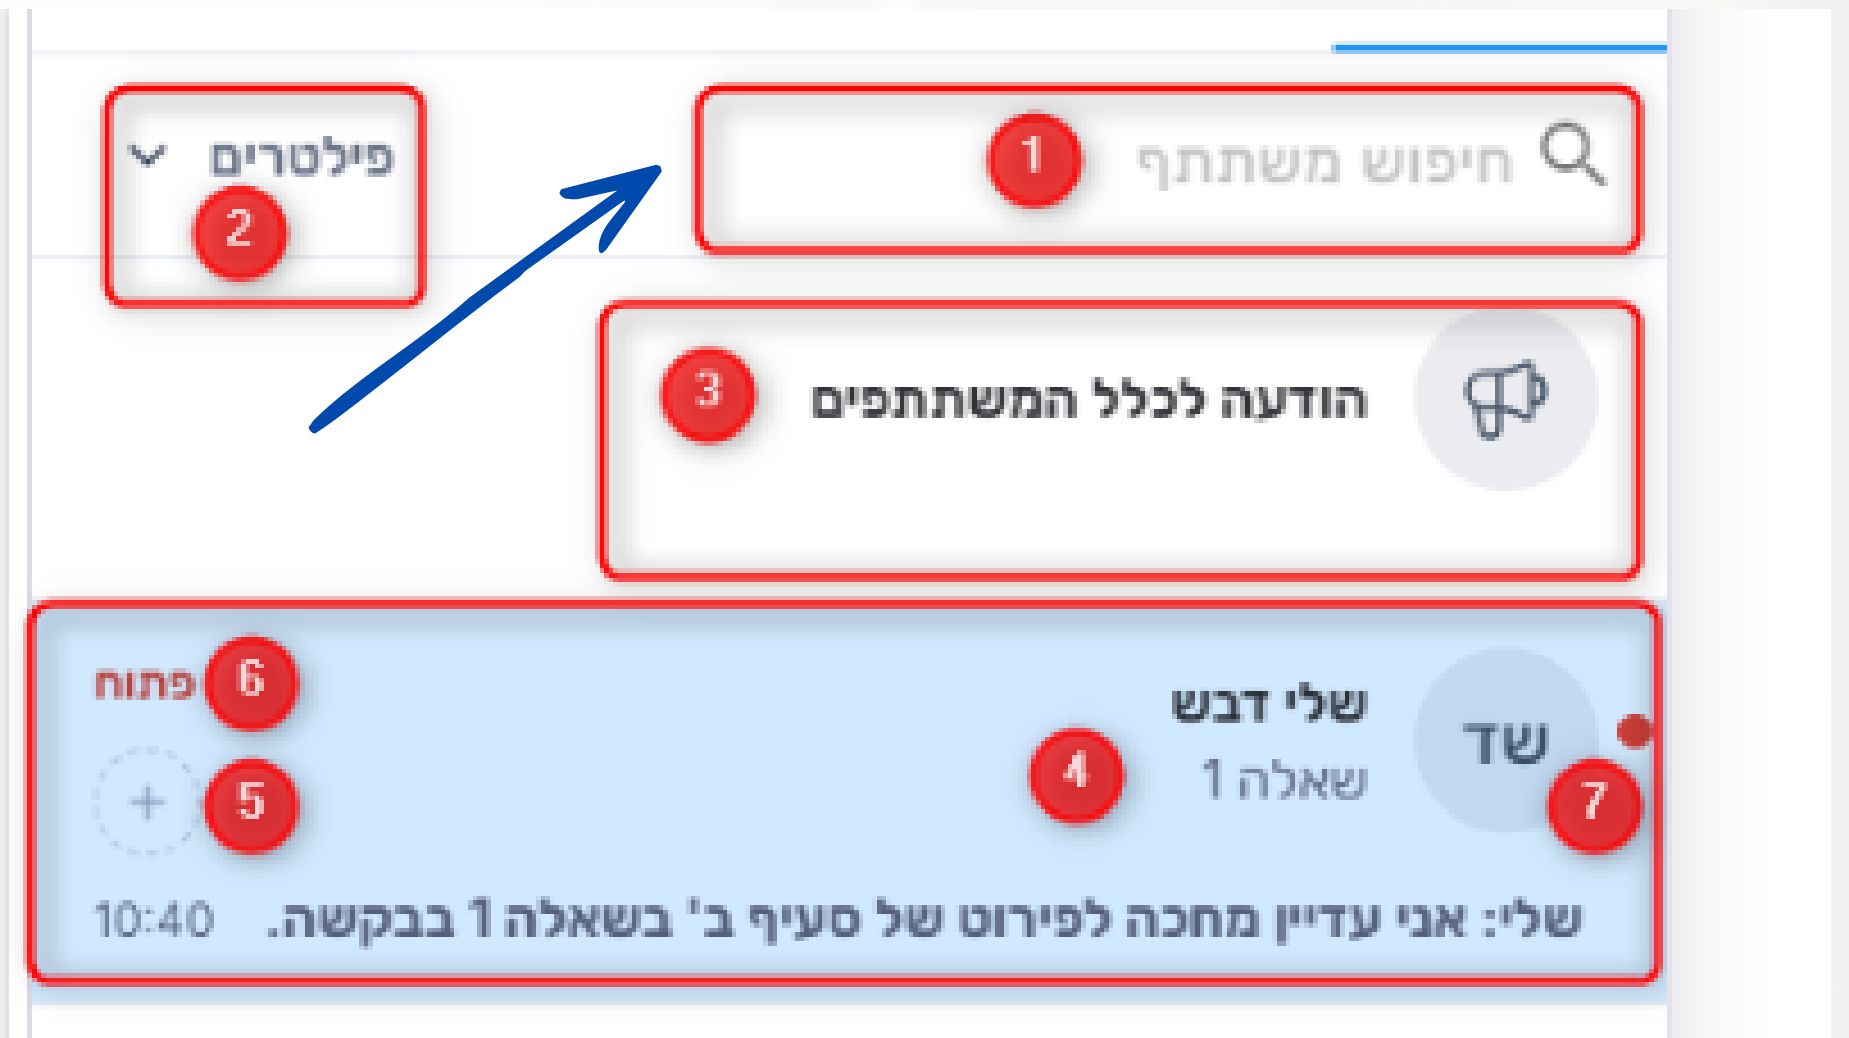 חיפוש משתתף 1
פילטרים
2
הודעה לכלל המשתתפים 3
שלי דבש
6 פתוח
שד
שאלה 1
4
5 +
7
שלי: אני עדיין מחכה לפירוט של סעיף ב' בשאלה 1 בבקשה. 10:40